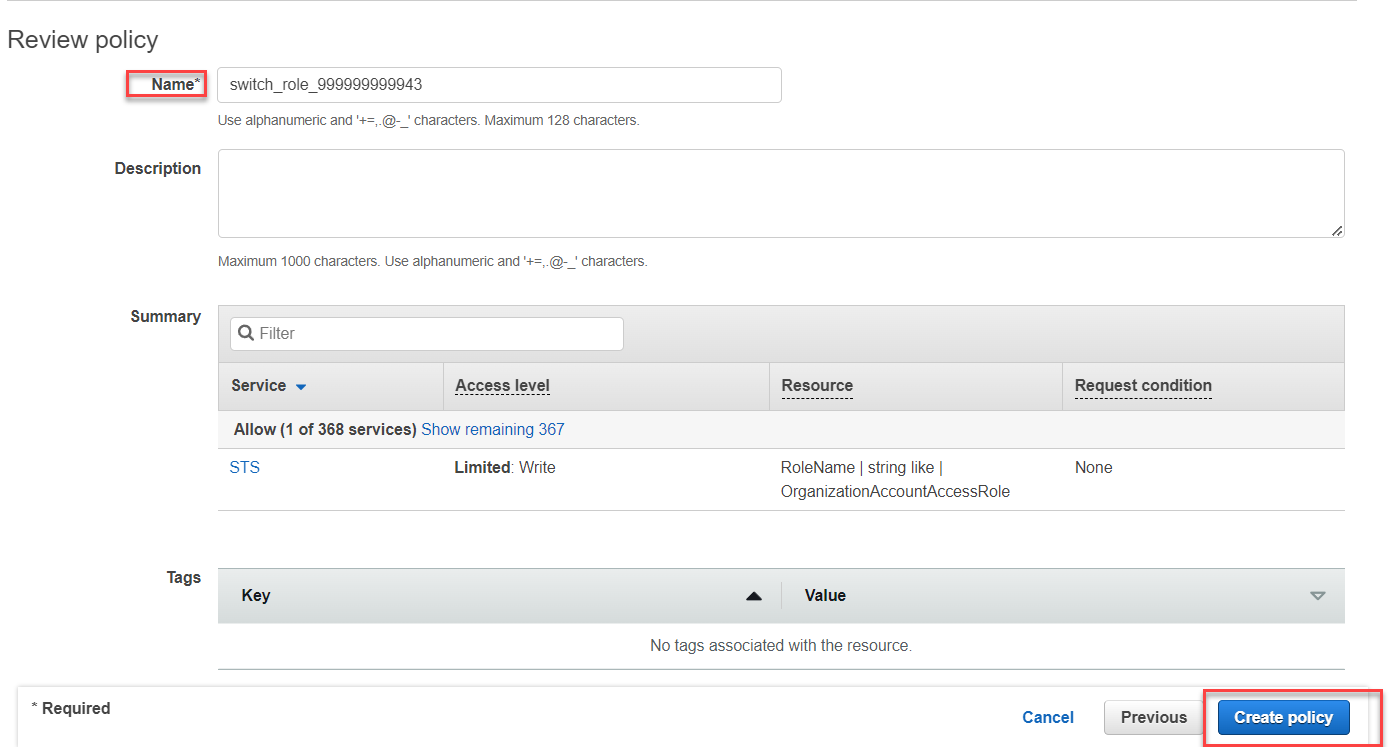 Review policy
Name*
switch_role_999999999943
Use alphanumeric and '+=,.@-_' characters. Maximum 128 characters.
Description
Maximum 1000 characters. Use alphanumeric and '+=,.@-_' characters.
Summary
Filter
Service Access level Resource Request condition
Allow (1 of 368 services) Show remaining 367
STS Limited: Write RoleName | string like | None
OrganizationAccountAccessRole
Tags
Key Value
No tags associated with the resource.
* Required
Cancel Previous Create policy